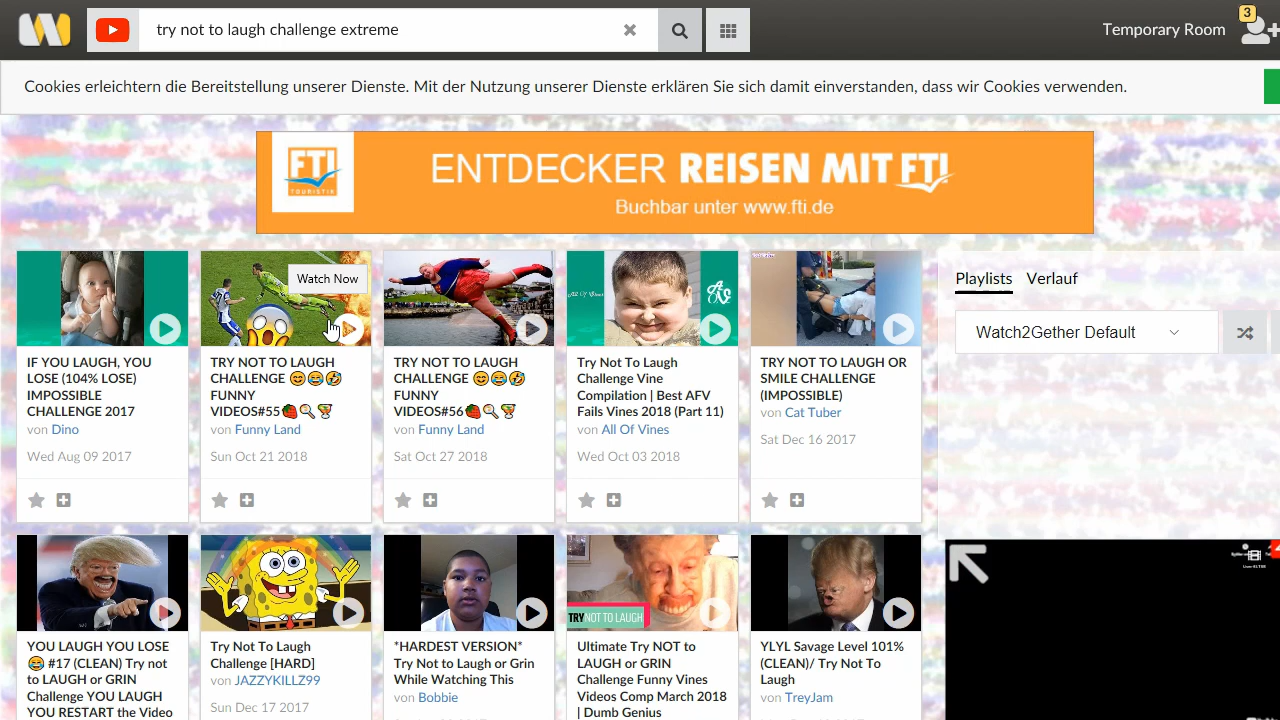 try not to laugh challenge extreme
Temporary Room
3
Cookies erleichtern die Bereitstellung unserer Dienste. Mit der Nutzung unserer Dienste erklären Sie sich damit einverstanden, dass wir Cookies verwenden.
FTI
TOURISTIK
ENTDECKER REISEN MIT FTI
Buchbar unter www.fti.de
Watch Now
IF YOU LAUGH, YOU
LOSE (104% LOSE)
IMPOSSIBLE
CHALLENGE 2017
von Dino
Wed Aug 09 2017
TRY NOT TO LAUGH
CHALLENGE 😊😂🤣
FUNNY
VIDEOS#55🍓🔍🍹
von Funny Land
Sun Oct 21 2018
TRY NOT TO LAUGH
CHALLENGE 😊😂🤣
FUNNY
VIDEOS#56🍓🔍🍹
von Funny Land
Sat Oct 27 2018
All Of Vines
Try Not To Laugh
Challenge Vine
Compilation | Best AFV
Fails Vines 2018 (Part 11)
von All Of Vines
Wed Oct 03 2018
TRY NOT TO LAUGH OR
SMILE CHALLENGE
(IMPOSSIBLE)
von Cat Tuber
Sat Dec 16 2017
Playlists Verlauf
Watch2Gether Default
YOU LAUGH YOU LOSE
😂 #17 (CLEAN) Try not
to LAUGH or GRIN
Challenge YOU LAUGH
YOU RESTART the Video
Try Not To Laugh
Challenge [HARD]
von JAZZYKILLZ99
Sun Dec 17 2017
*HARDEST VERSION*
Try Not to Laugh or Grin
While Watching This
von Bobbie
TRY NOT TO LAUGH
Ultimate Try NOT to
LAUGH or GRIN
Challenge Funny Vines
Videos Comp March 2018
| Dumb Genius
YLYL Savage Level 101%
(CLEAN)/ Try Not To
Laugh
von TreyJam